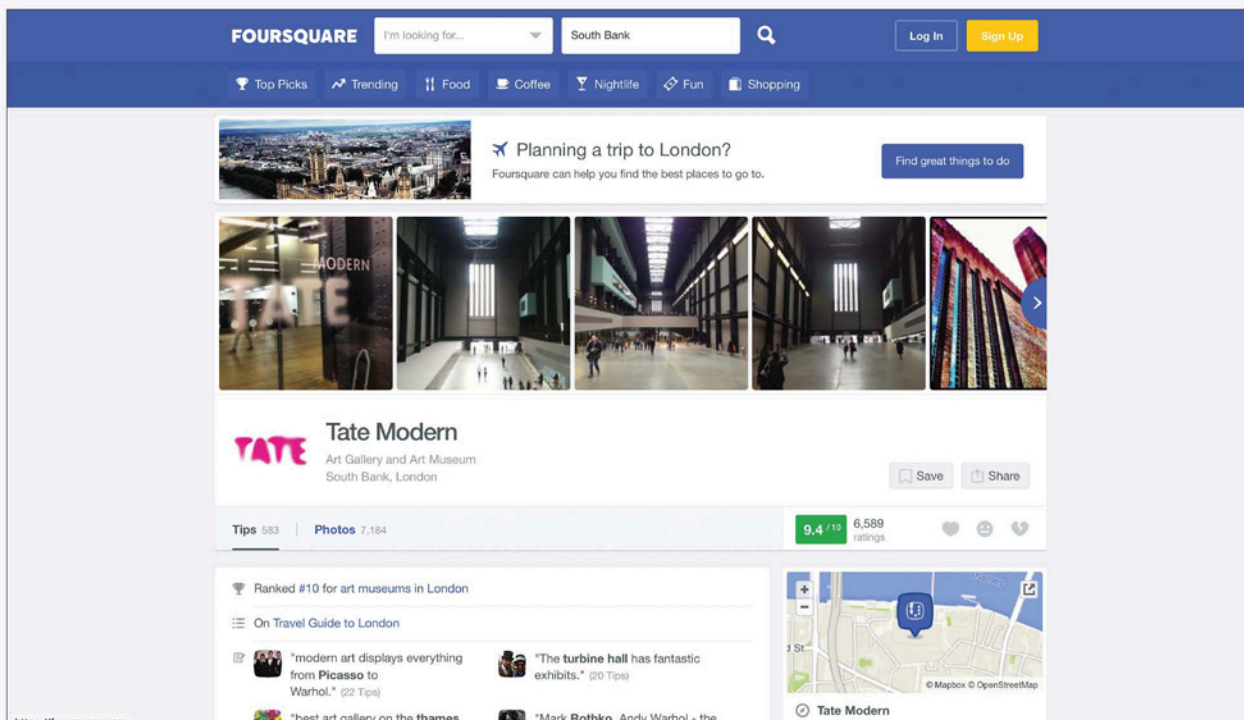 FOURSQUARE
I'm looking for...
South Bank
Log In
Sign Up
Top Picks
Trending
Food
Coffee
Nightlife
Fun
Shopping
Planning a trip to London?
Foursquare can help you find the best places to go to.
Find great things to do
MODERN
TATE
TATE
Tate Modern
Art Gallery and Art Museum
South Bank, London
Save
Share
Tips 583
Photos 7,184
9.4 /10
6,589
ratings
Ranked #10 for art museums in London
On Travel Guide to London
"modern art displays everything
from Picasso to
Warhol." (22 Tips)
"The turbine hall has fantastic
exhibits." (20 Tips)
"best art gallery on the thames
"Mark Rothko, Andy Warhol - the
+
-
d St
Thames
© Mapbox © OpenStreetMap
Tate Modern